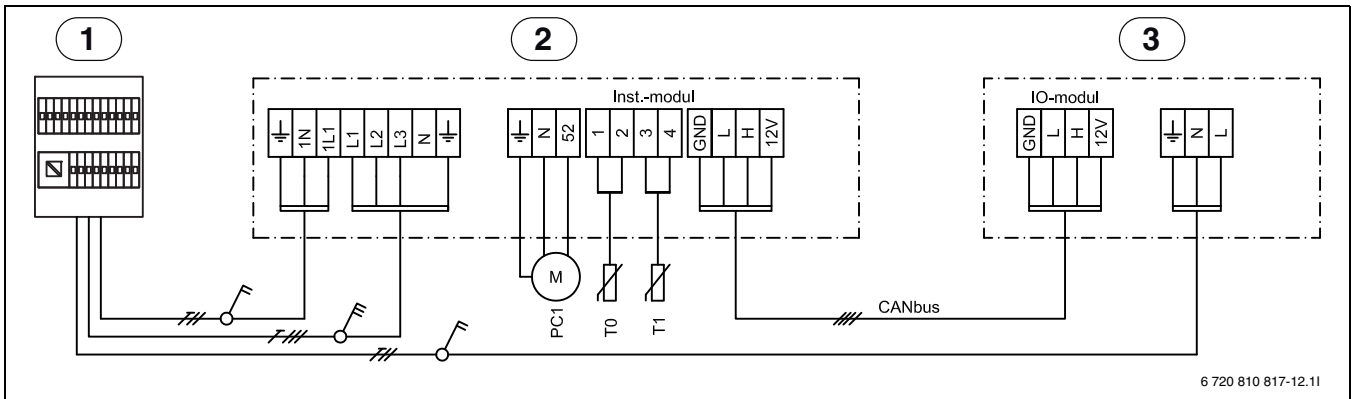 1
2
3
Inst.-modul
IO-modul
1N 1L1 L1 L2 L3 N
N 52
1 2 3 4
GND L H 12V
GND L H 12V
N L
M
PC1
T0
T1
CANbus
6 720 810 817-12.1I